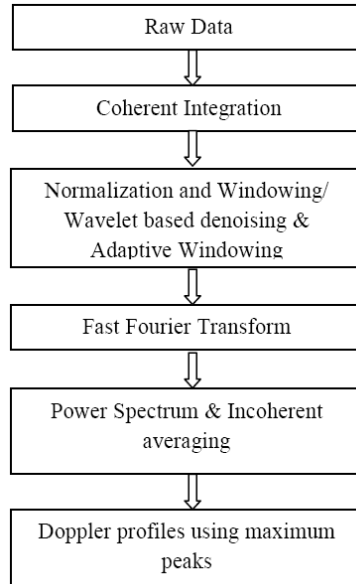 Raw Data
Coherent Integration
Normalization and Windowing/
Wavelet based denoising &
Adaptive Windowing
Fast Fourier Transform
Power Spectrum & Incoherent
averaging
Doppler profiles using maximum
peaks